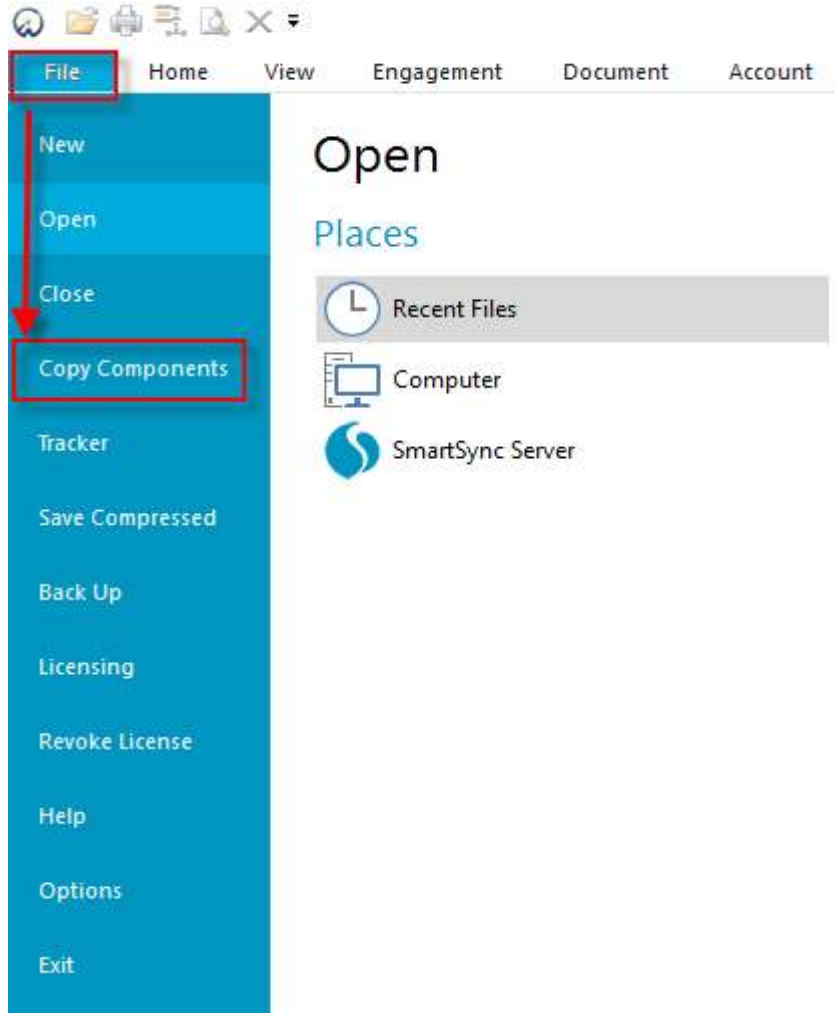 File Home View Engagement Document Account
New
Open
Close
Copy Components
Tracker
Save Compressed
Back Up
Licensing
Revoke License
Help
Options
Exit
Open
Places
Recent Files
Computer
SmartSync Server